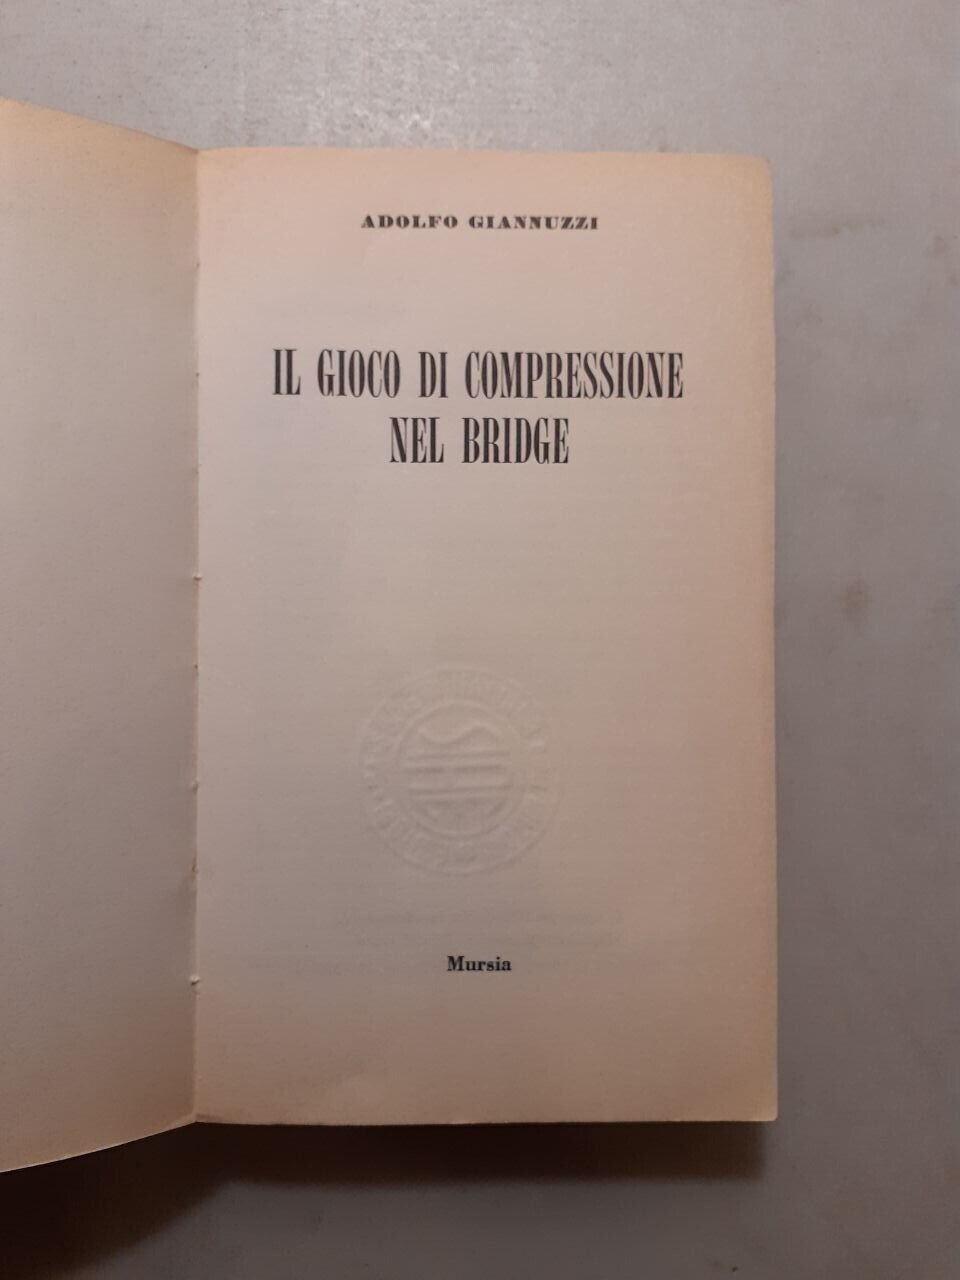 ADOLFO GIANNUZZI
IL GIOCO DI COMPRESSIONE
NEL BRIDGE
Mursia